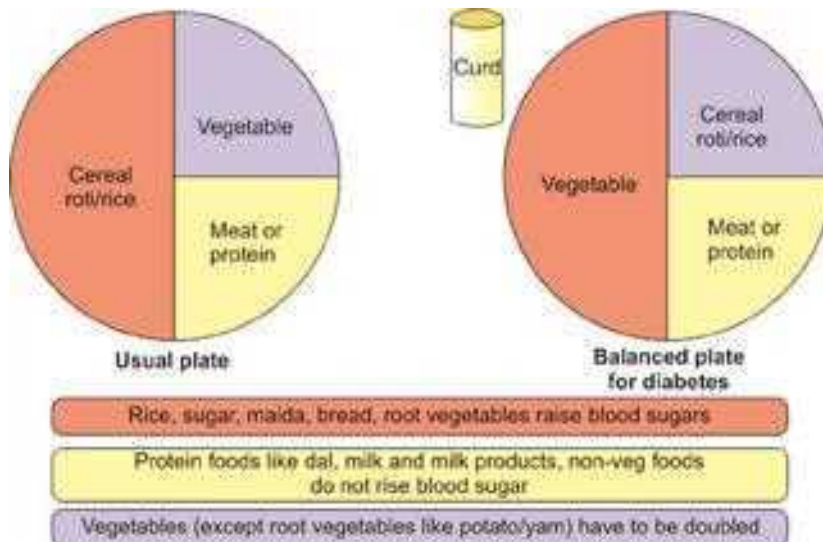 Vegetable
Cereal
roti/rice
Meat or
protein
Usual plate
Curd
Cereal
roti/rice
Vegetable
Meat or
protein
Balanced plate
for diabetes
Rice, sugar, maida, bread, root vegetables raise blood sugars
Protein foods like dal, milk and milk products, non-veg foods
do not rise blood sugar
Vegetables (except root vegetables like potato/yam) have to be doubled